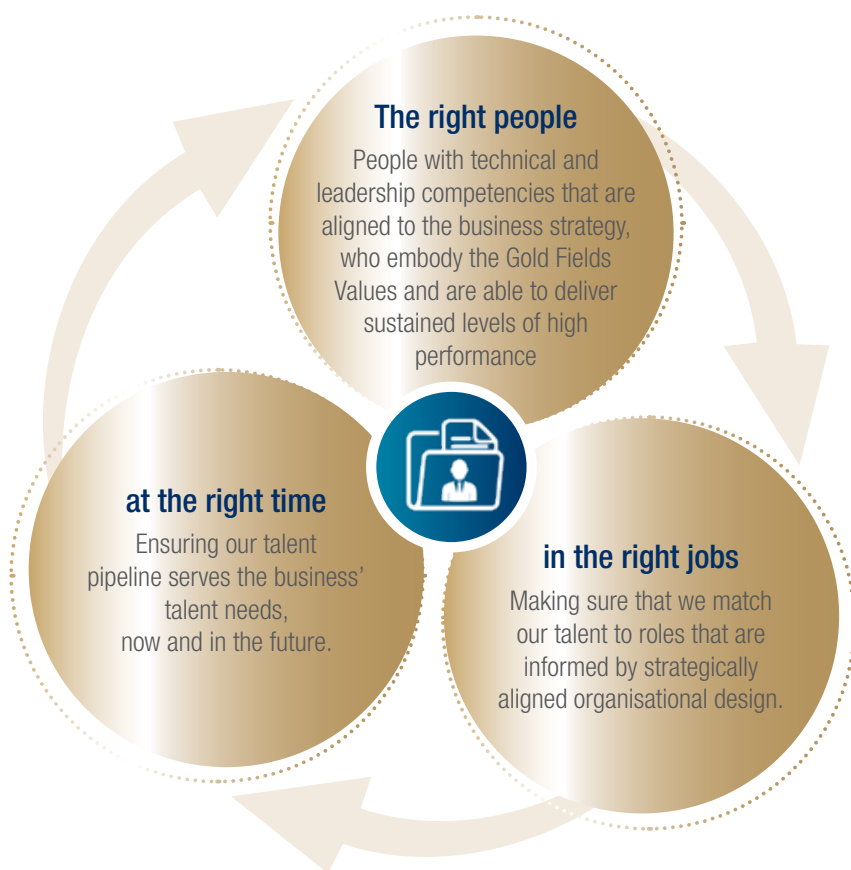 The right people
People with technical and
leadership competencies that are
aligned to the business strategy,
who embody the Gold Fields
Values and are able to deliver
sustained levels of high
performance
in the right jobs
Making sure that we match
our talent to roles that are
informed by strategically
aligned organisational design.
at the right time
Ensuring our talent
pipeline serves the business’
talent needs,
now and in the future.